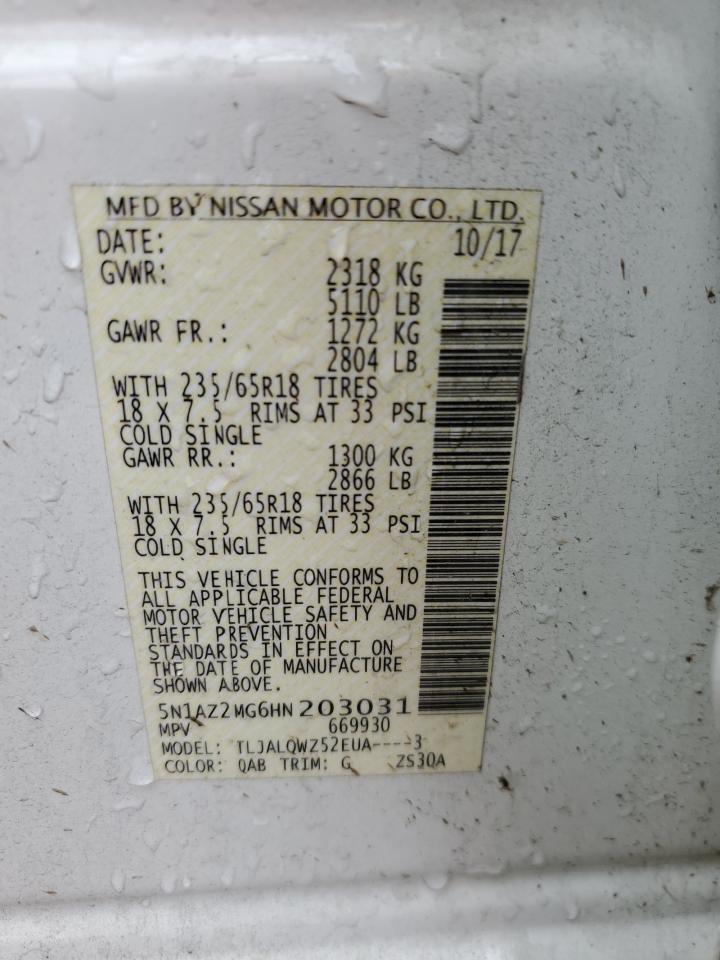 MFD BY NISSAN MOTOR CO., LTD.
DATE: 10/17
GVWR: 2318 KG
5110 LB
GAWR FR.: 1272 KG
2804 LB
WITH 235/65R18 TIRES
18 X 7.5 RIMS AT 33 PSI
COLD SINGLE
GAWR RR.: 1300 KG
2866 LB
WITH 235/65R18 TIRES
18 X 7.5 RIMS AT 33 PSI
COLD SINGLE
THIS VEHICLE CONFORMS TO
ALL APPLICABLE FEDERAL
MOTOR VEHICLE SAFETY AND
THEFT PREVENTION
STANDARDS IN EFFECT ON
THE DATE OF MANUFACTURE
SHOWN ABOVE.
5N1AZ2MG6HN203031
MPV 669930
MODEL: TLJALQWZ52EUA----3
COLOR: QAB TRIM: G ZS30A